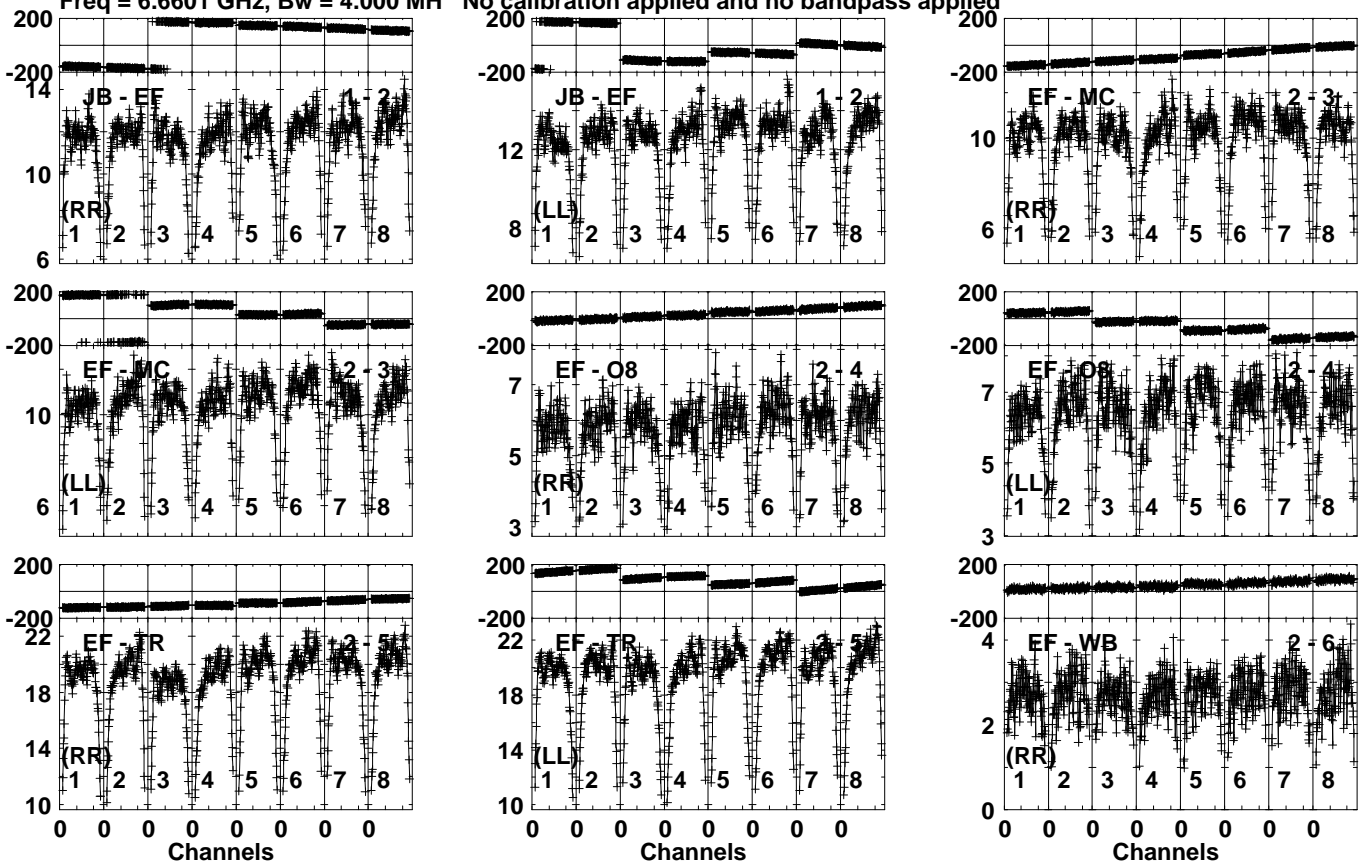 Freq = 6.6601 GHz, Bw = 4.000 MH No calibration applied and no bandpass applied
200
-200
JB - EF 1 - 2
14
10
6
(RR)
1 2 3 4 5 6 7 8
JB - EF 1 - 2
12
8
(LL)
1 2 3 4 5 6 7 8
200
-200
EF - MC 2 - 3
10
6
(RR)
1 2 3 4 5 6 7 8
200
-200
EF - MC 2 - 3
10
6
(LL)
1 2 3 4 5 6 7 8
200
-200
EF - O8 2 - 4
7
5
3
(RR)
1 2 3 4 5 6 7 8
200
-200
EF - O8 2 - 4
7
5
3
(LL)
1 2 3 4 5 6 7 8
200
-200
EF - TR 2 - 5
22
18
14
10
(RR)
1 2 3 4 5 6 7 8
0 0 0 0 0 0 0 0
Channels
200
-200
EF - TR 2 - 5
22
18
14
10
(LL)
1 2 3 4 5 6 7 8
0 0 0 0 0 0 0 0
Channels
200
-200
EF - WB 2 - 6
4
2
0
(RR)
1 2 3 4 5 6 7 8
0 0 0 0 0 0 0 0
Channels